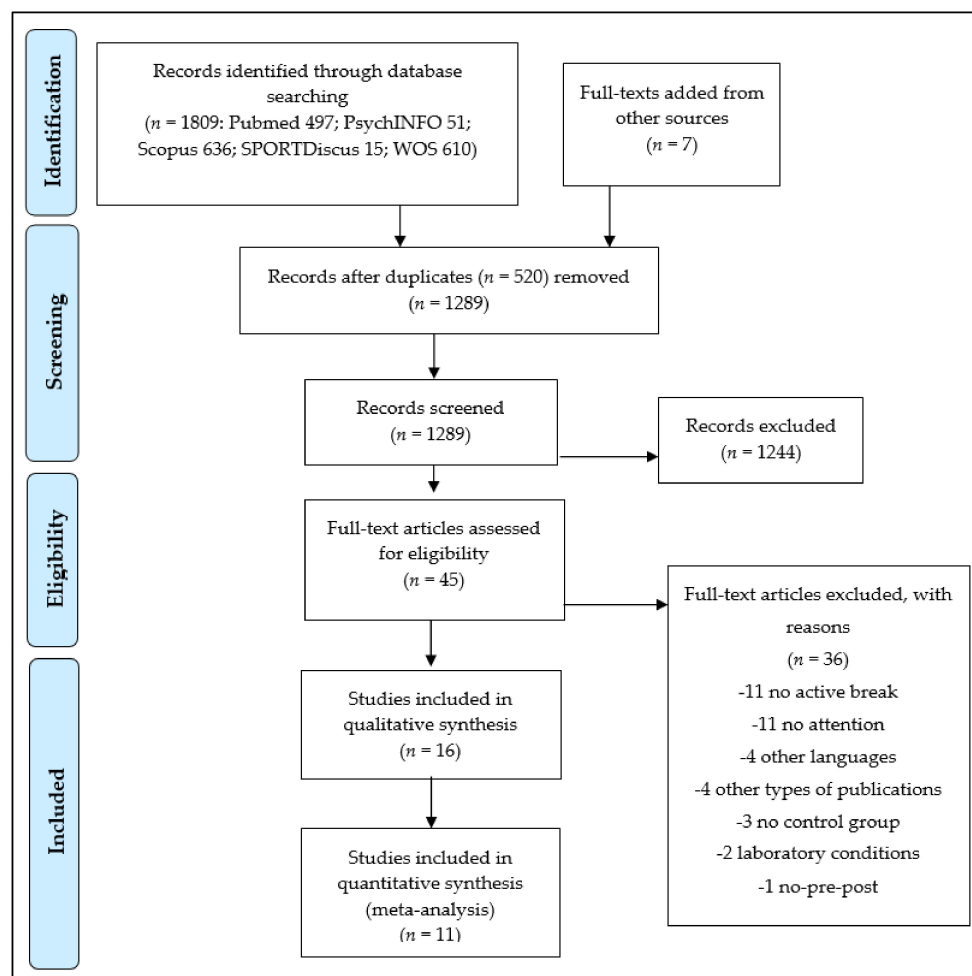 Identification
Records identified through database
searching
(n = 1809: Pubmed 497; PsychINFO 51;
Scopus 636; SPORTDiscus 15; WOS 610)
Full-texts added from
other sources
(n = 7)
Screening
Records after duplicates (n = 520) removed
(n = 1289)
Records screened
(n = 1289)
Records excluded
(n = 1244)
Eligibility
Full-text articles assessed
for eligibility
(n = 45)
Full-text articles excluded, with
reasons
(n = 36)
-11 no active break
-11 no attention
-4 other languages
-4 other types of publications
-3 no control group
-2 laboratory conditions
-1 no-pre-post
Included
Studies included in
qualitative synthesis
(n = 16)
Studies included in
quantitative synthesis
(meta-analysis)
(n = 11)